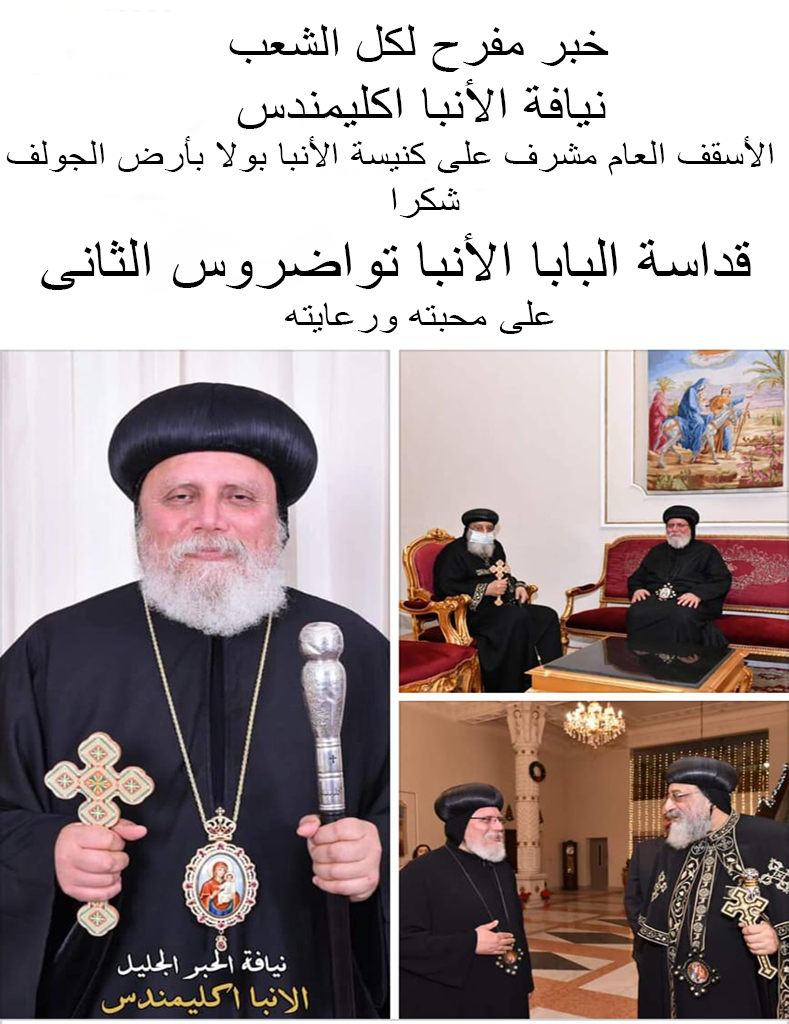 خبر مفرح لكل الشعب
نيافة الأنبا اكليمندس
الأسقف العام مشرف على كنيسة الأنبا بولا بأرض الجولف
شكرا
قداسة البابا الأنبا تواضروس الثانى
على محبته ورعايته
نيافة الحبر الجليل
الانبا اكليمندس